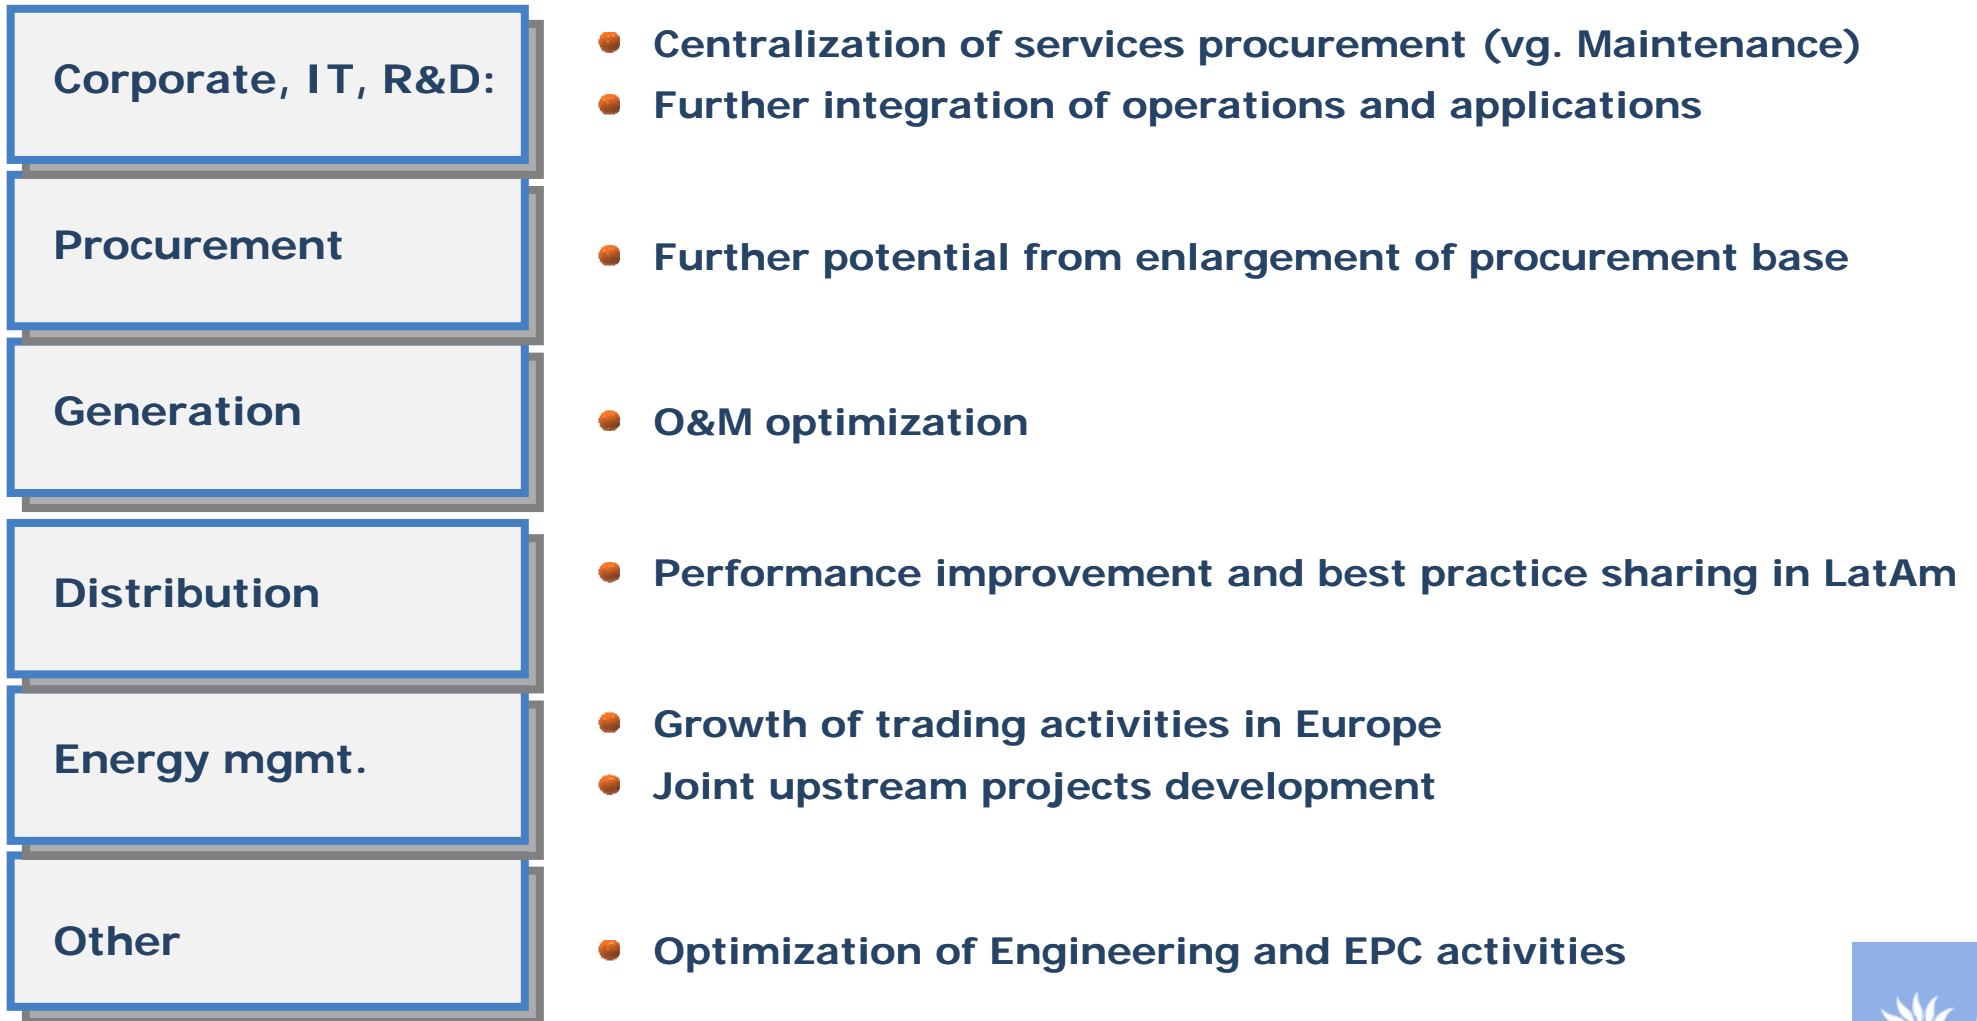 Corporate, IT, R&D:
Centralization of services procurement (vg. Maintenance)
Further integration of operations and applications
Procurement
Further potential from enlargement of procurement base
Generation
O&M optimization
Distribution
Performance improvement and best practice sharing in LatAm
Energy mgmt.
Growth of trading activities in Europe
Joint upstream projects development
Other
Optimization of Engineering and EPC activities